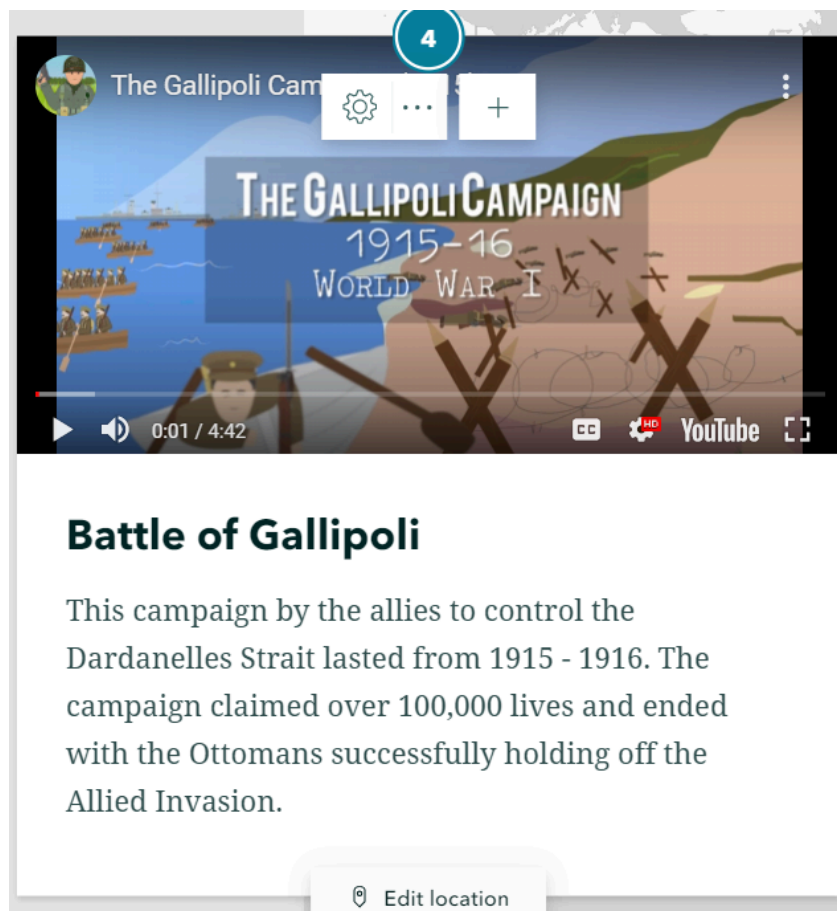 4
The Gallipoli Cam
THE GALLIPOLI CAMPAIGN
1915-16
WORLD WAR I
0:01 / 4:42
CC
HD
YouTube
Battle of Gallipoli
This campaign by the allies to control the
Dardanelles Strait lasted from 1915 - 1916. The
campaign claimed over 100,000 lives and ended
with the Ottomans successfully holding off the
Allied Invasion.
Edit location